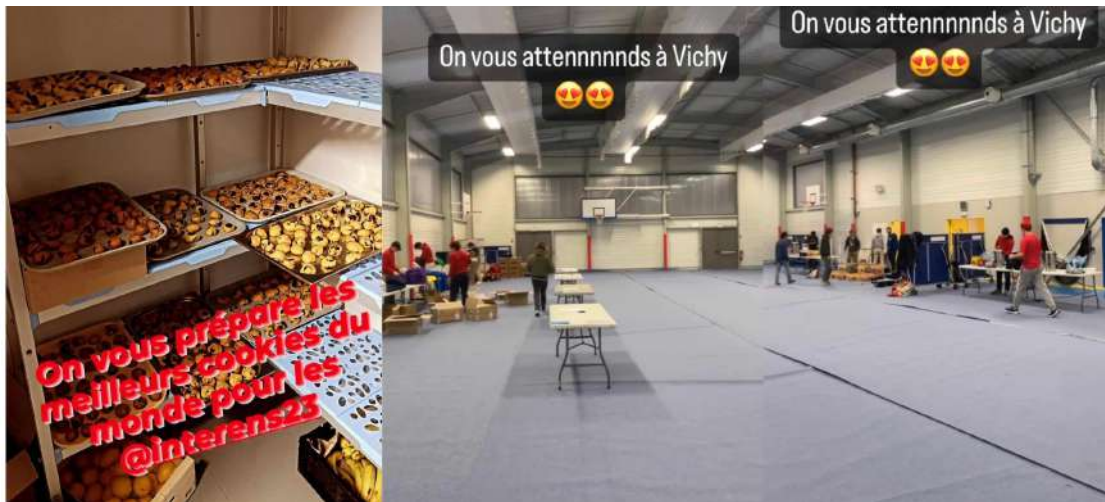 On vous prépare les
meilleurs cookies du
monde pour les
@interens23
On vous attennnnnds à Vichy
😍😍
On vous attennnnnds à Vichy
😍😍